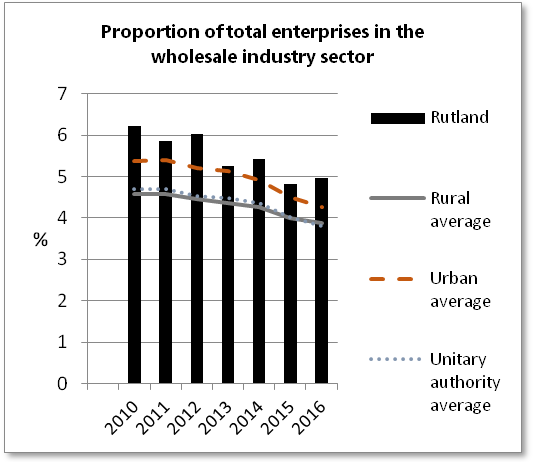 Proportion of total enterprises in the
wholesale industry sector
7
6
5
4
3
2
1
0
%
2010
2011
2012
2013
2014
2015
2016
Rutland
Rural
average
Urban
average
Unitary
authority
average